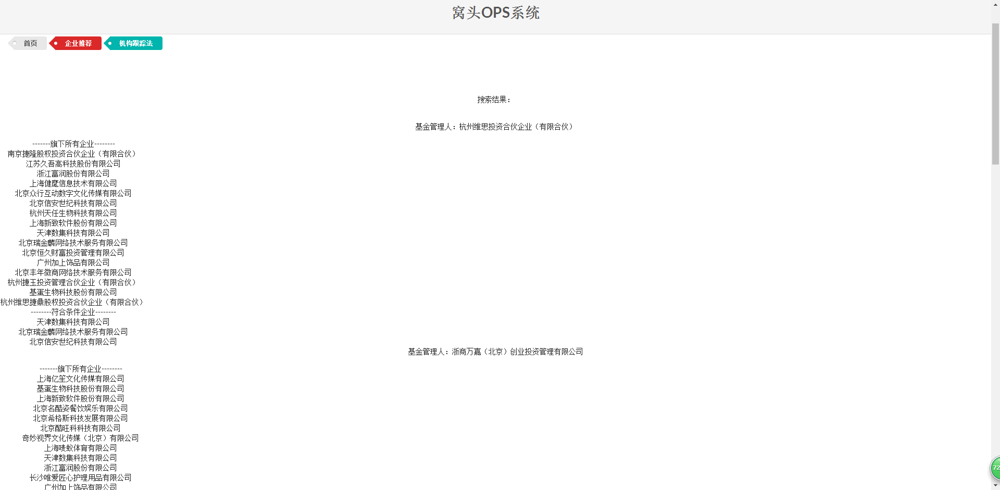 窝头OPS系统
首页
企业推荐
机构跟踪法
搜索结果：
基金管理人：杭州维思投资合伙企业（有限合伙）
-------旗下所有企业--------
南京捷隆股权投资合伙企业（有限合伙）
江苏久吾高科技股份有限公司
浙江富润股份有限公司
上海健麾信息技术有限公司
北京众行互动数字文化传媒有限公司
北京信安世纪科技有限公司
杭州天任生物科技有限公司
上海新致软件股份有限公司
天津数集科技有限公司
北京瑞金麟网络技术服务有限公司
北京恒久财富投资管理有限公司
广州加上饰品有限公司
北京丰年微商网络技术服务有限公司
杭州捷玉投资管理合伙企业（有限合伙）
基蛋生物科技股份有限公司
杭州维思捷鼎股权投资合伙企业（有限合伙）
--------符合条件企业--------
天津数集科技有限公司
北京瑞金麟网络技术服务有限公司
北京信安世纪科技有限公司
基金管理人：浙商万嘉（北京）创业投资管理有限公司
-------旗下所有企业--------
上海亿笙文化传媒有限公司
基蛋生物科技股份有限公司
上海新致软件股份有限公司
北京名酷姿餐饮娱乐有限公司
北京希格斯科技发展有限公司
北京酷旺科科技有限公司
奇妙视界文化传媒（北京）有限公司
上海唛蚁体育有限公司
天津数集科技有限公司
浙江富润股份有限公司
长沙唯爱匠心护理用品有限公司
广州加上饰品有限公司
72